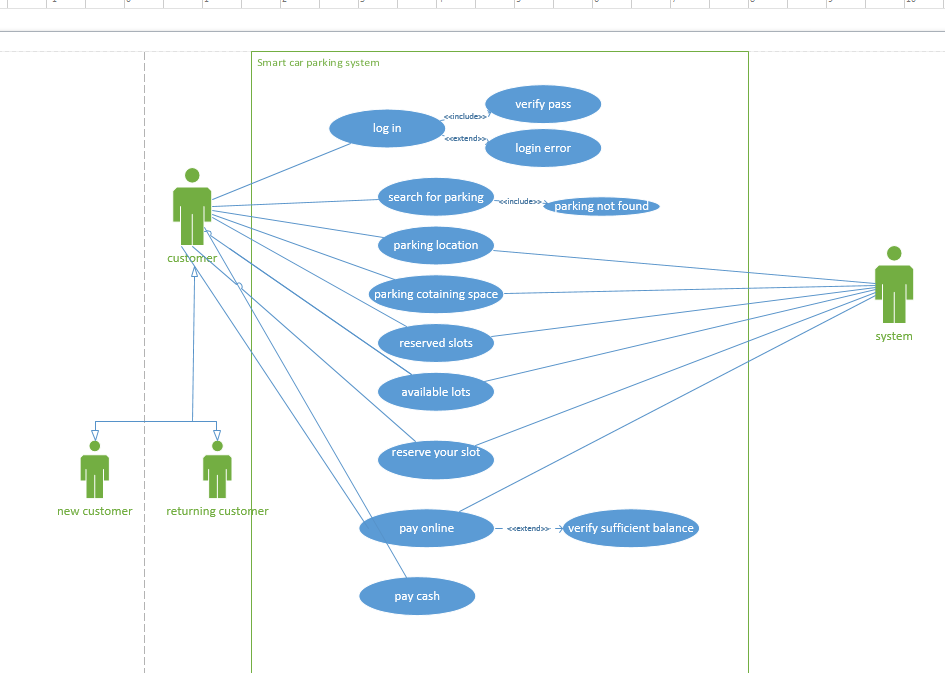 Smart car parking system
verify pass
log in
<<include>>
<<extend>>
login error
search for parking
<<include>>
parking not found
customer
parking location
parking cotaining space
reserved slots
system
available lots
reserve your slot
new customer
returning customer
pay online
<<extend>>
verify sufficient balance
pay cash